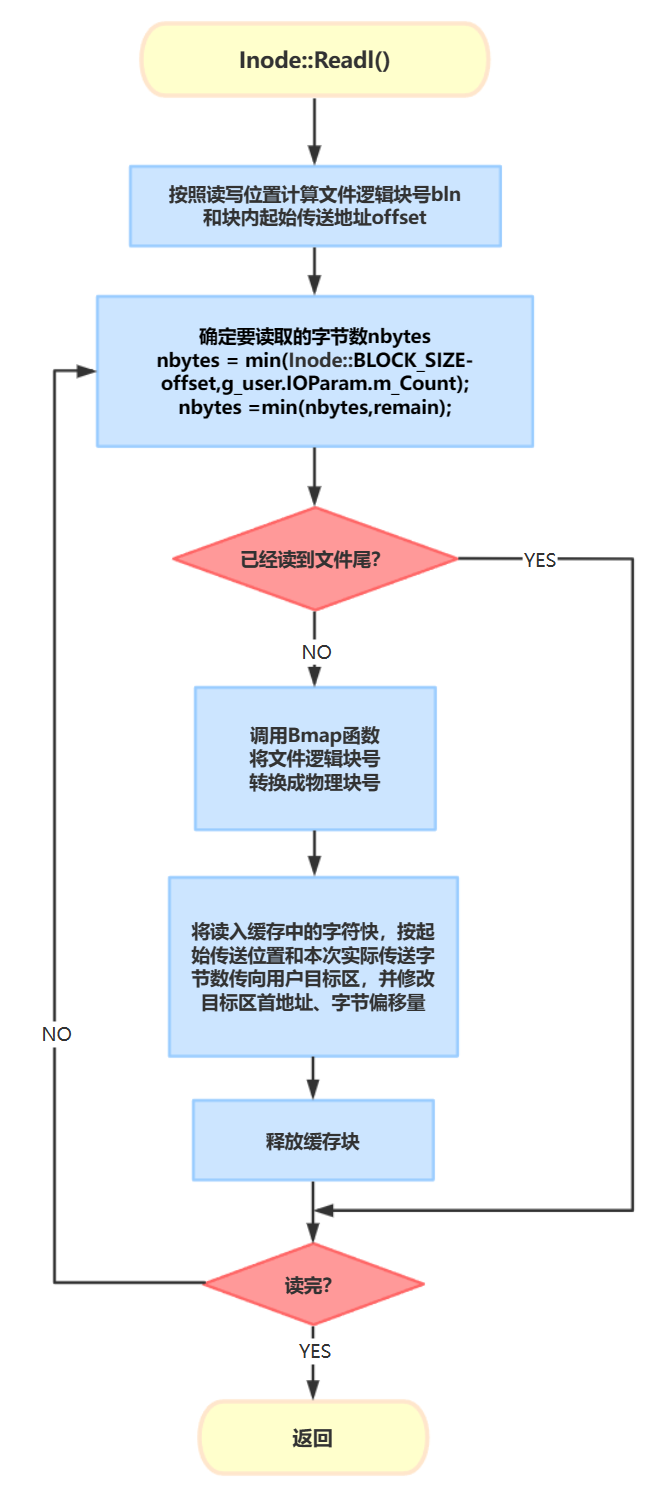 Inode::ReadI()
按照读写位置计算文件逻辑块号bln
和块内起始传送地址offset
确定要读取的字节数nbytes
nbytes = min(Inode::BLOCK_SIZE-
offset,g_user.IOParam.m_Count);
nbytes =min(nbytes,remain);
已经读到文件尾?
YES
NO
调用Bmap函数
将文件逻辑块号
转换成物理块号
将读入缓存中的字符快，按起
始传送位置和本次实际传送字
节数传向用户目标区，并修改
目标区首地址、字节偏移量
NO
释放缓存块
读完?
YES
返回